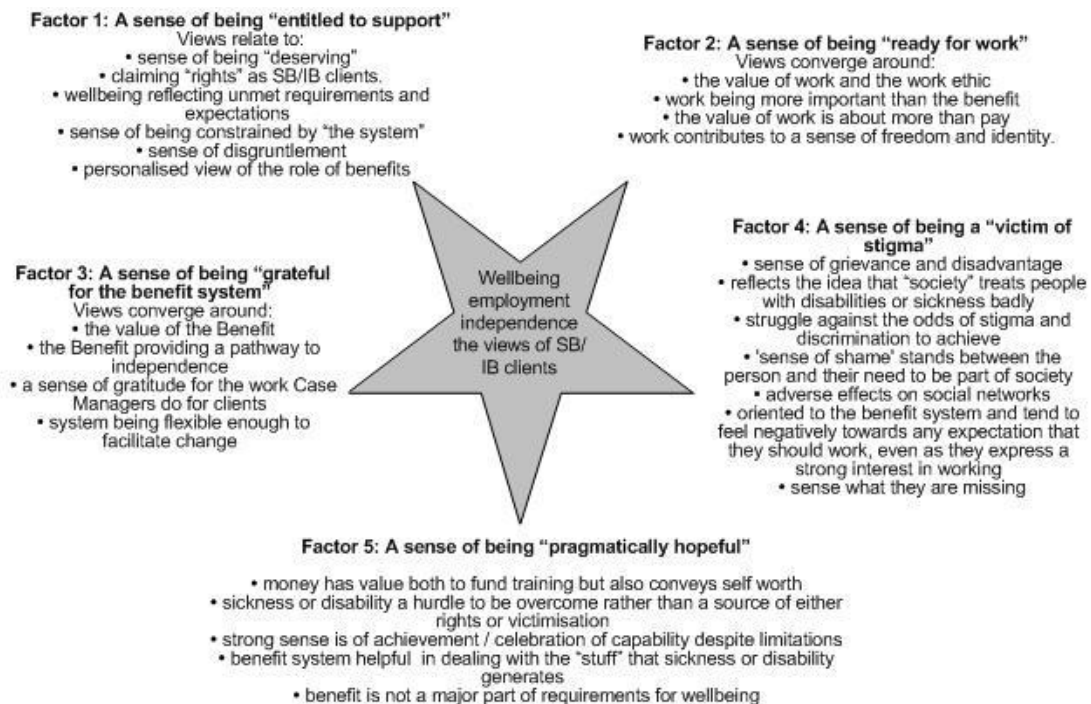 Factor 1: A sense of being “entitled to support”
Views relate to:
• sense of being “deserving”
• claiming “rights” as SB/IB clients.
• wellbeing reflecting unmet requirements and
expectations
• sense of being constrained by “the system”
• sense of disgruntlement
• personalised view of the role of benefits
Factor 2: A sense of being “ready for work”
Views converge around:
• the value of work and the work ethic
• work being more important than the benefit
• the value of work is about more than pay
• work contributes to a sense of freedom and identity.
Factor 3: A sense of being “grateful
for the benefit system”
Views converge around:
• the value of the Benefit
• the Benefit providing a pathway to
independence
• a sense of gratitude for the work Case
Managers do for clients
• system being flexible enough to
facilitate change
Wellbeing
employment
independence
the views of SB/
IB clients
Factor 4: A sense of being a “victim of
stigma”
• sense of grievance and disadvantage
• reflects the idea that “society” treats people
with disabilities or sickness badly
• struggle against the odds of stigma and
discrimination to achieve
• 'sense of shame' stands between the
person and their need to be part of society
• adverse effects on social networks
• oriented to the benefit system and tend to
feel negatively towards any expectation that
they should work, even as they express a
strong interest in working
• sense what they are missing
Factor 5: A sense of being “pragmatically hopeful”
• money has value both to fund training but also conveys self worth
• sickness or disability a hurdle to be overcome rather than a source of either
rights or victimisation
• strong sense is of achievement / celebration of capability despite limitations
• benefit system helpful in dealing with the “stuff” that sickness or disability
generates
• benefit is not a major part of requirements for wellbeing